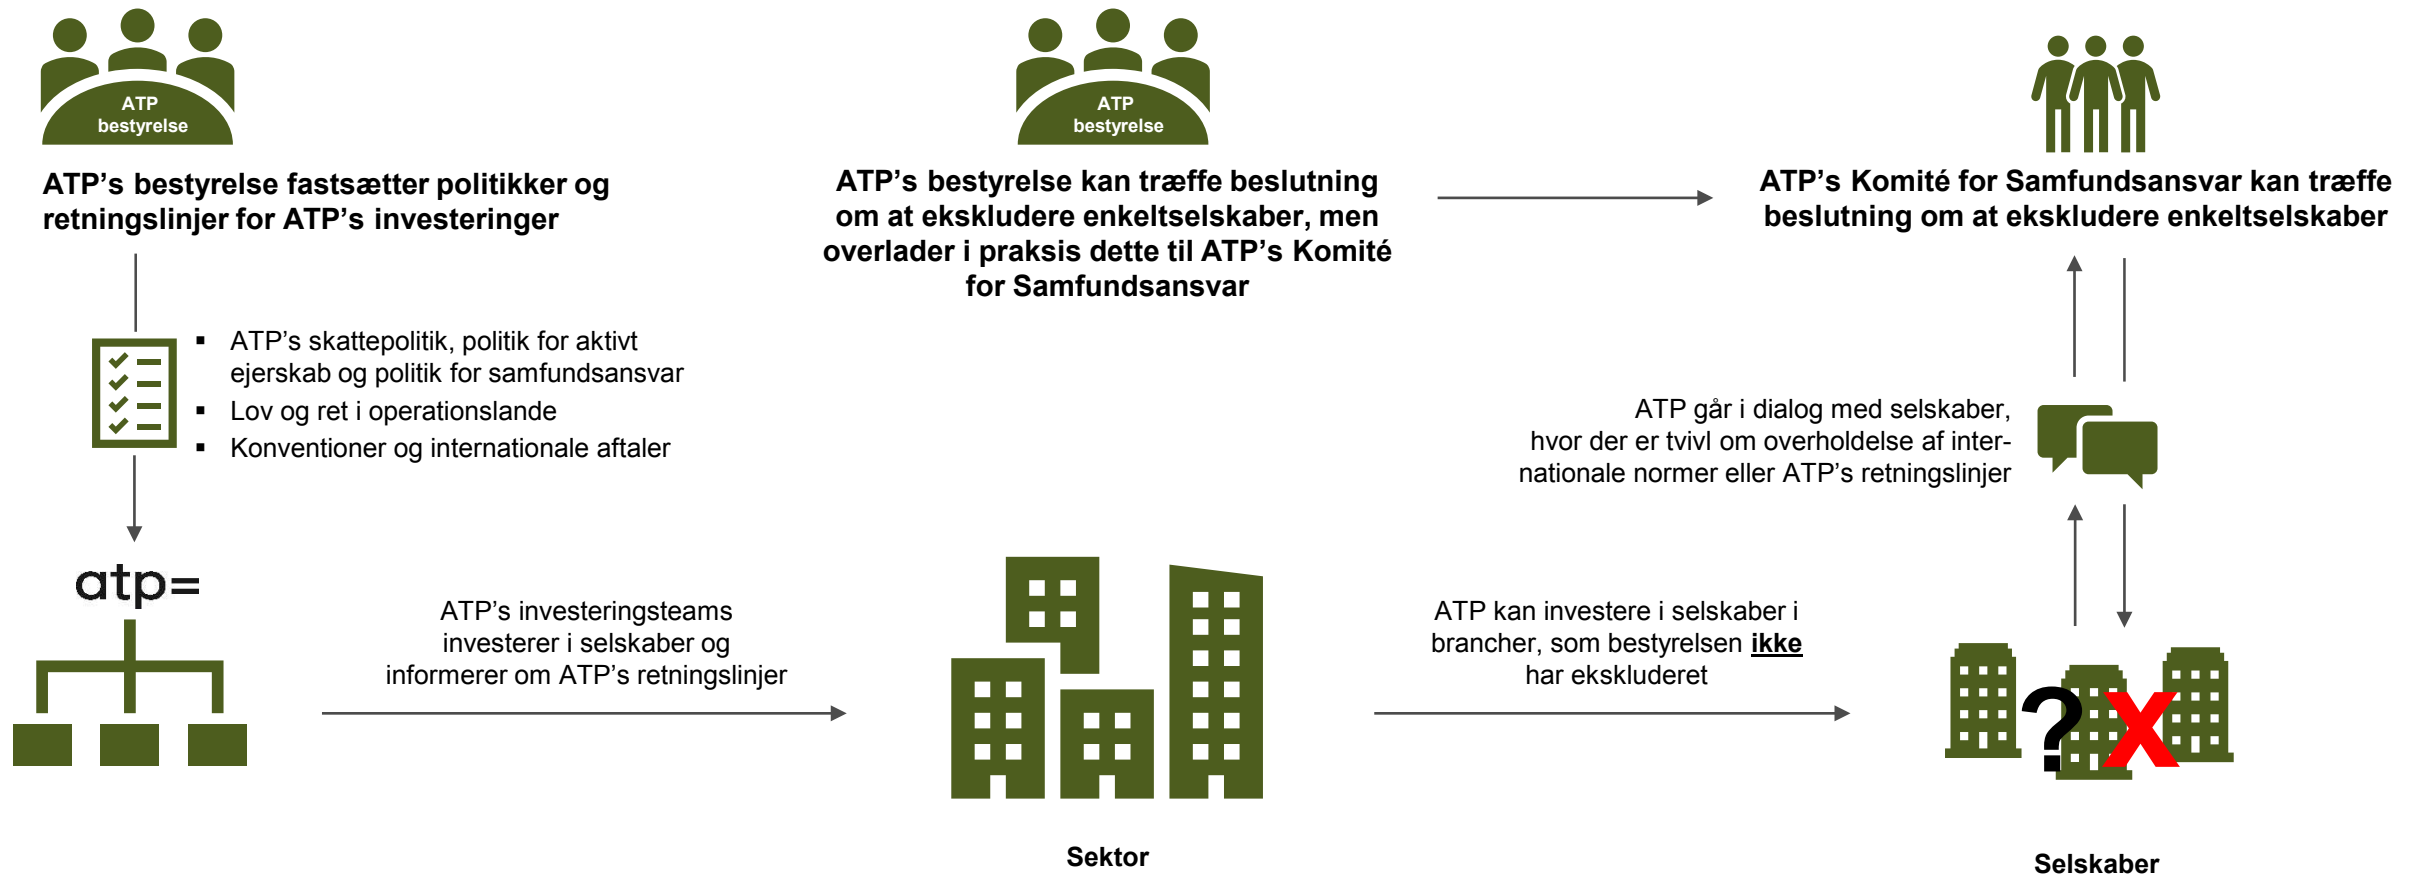 ATP
bestyrelse
ATP’s bestyrelse fastsætter politikker og
retningslinjer for ATP’s investeringer
▪ ATP’s skattepolitik, politik for aktivt
ejerskab og politik for samfundsansvar
▪ Lov og ret i operationslande
▪ Konventioner og internationale aftaler
atp=
ATP’s investeringsteams
investerer i selskaber og
informerer om ATP’s retningslinjer
ATP
bestyrelse
ATP’s bestyrelse kan træffe beslutning
om at ekskludere enkeltselskaber, men
overlader i praksis dette til ATP’s Komité
for Samfundsansvar
Sektor
ATP’s Komité for Samfundsansvar kan træffe
beslutning om at ekskludere enkeltselskaber
ATP går i dialog med selskaber,
hvor der er tvivl om overholdelse af inter-
nationale normer eller ATP’s retningslinjer
ATP kan investere i selskaber i
brancher, som bestyrelsen ikke
har ekskluderet
? X
Selskaber